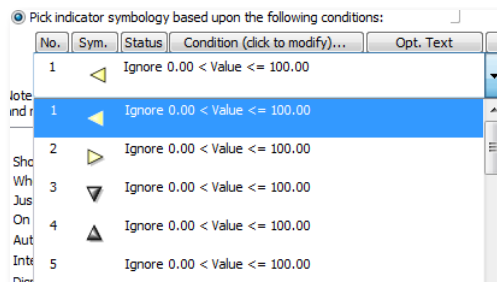 Pick indicator symbology based upon the following conditions:
No. Sym. Status Condition (click to modify)... Opt. Text
1 Ignore 0.00 < Value <= 100.00
1 Ignore 0.00 < Value <= 100.00
2 Ignore 0.00 < Value <= 100.00
3 Ignore 0.00 < Value <= 100.00
4 Ignore 0.00 < Value <= 100.00
5 Ignore 0.00 < Value <= 100.00
On